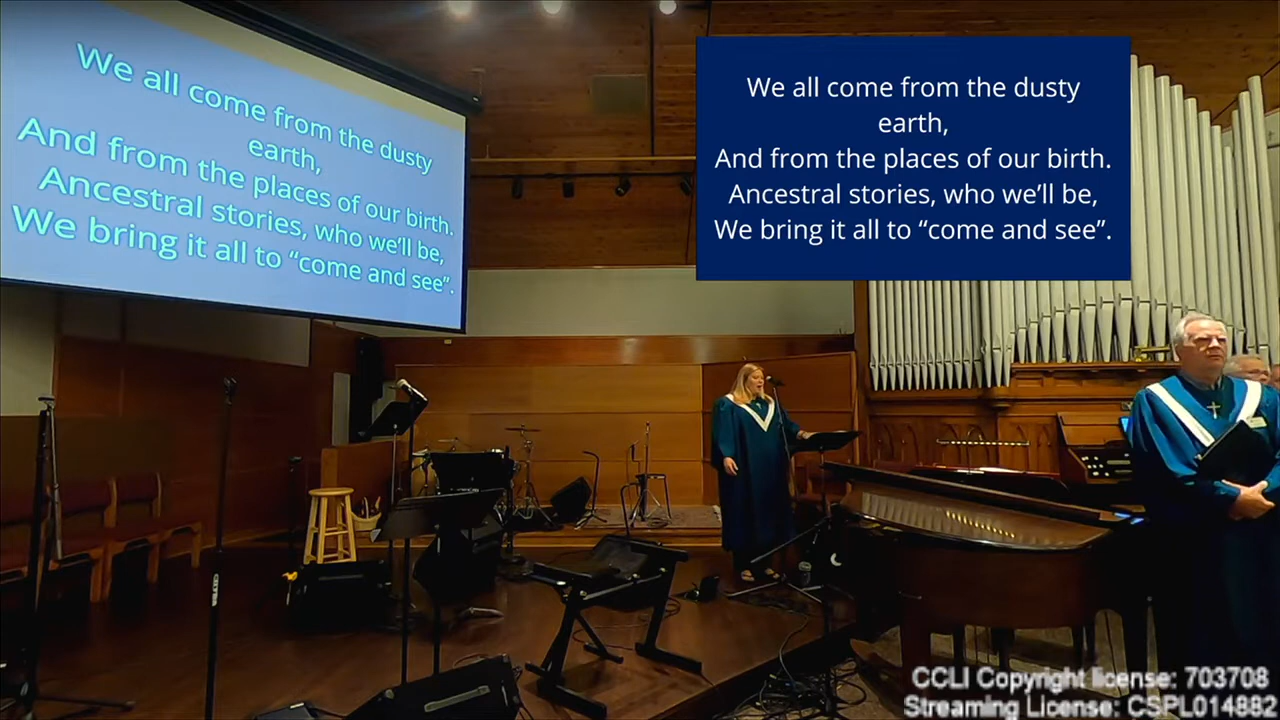 We all come from the dusty
earth,
And from the places of our birth.
Ancestral stories, who we'll be,
We bring it all to “come and see”.
We all come from the dusty
earth,
And from the places of our birth.
Ancestral stories, who we’ll be,
We bring it all to “come and see”.
CCLI Copyright license: 703708
Streaming License: CSPL014882